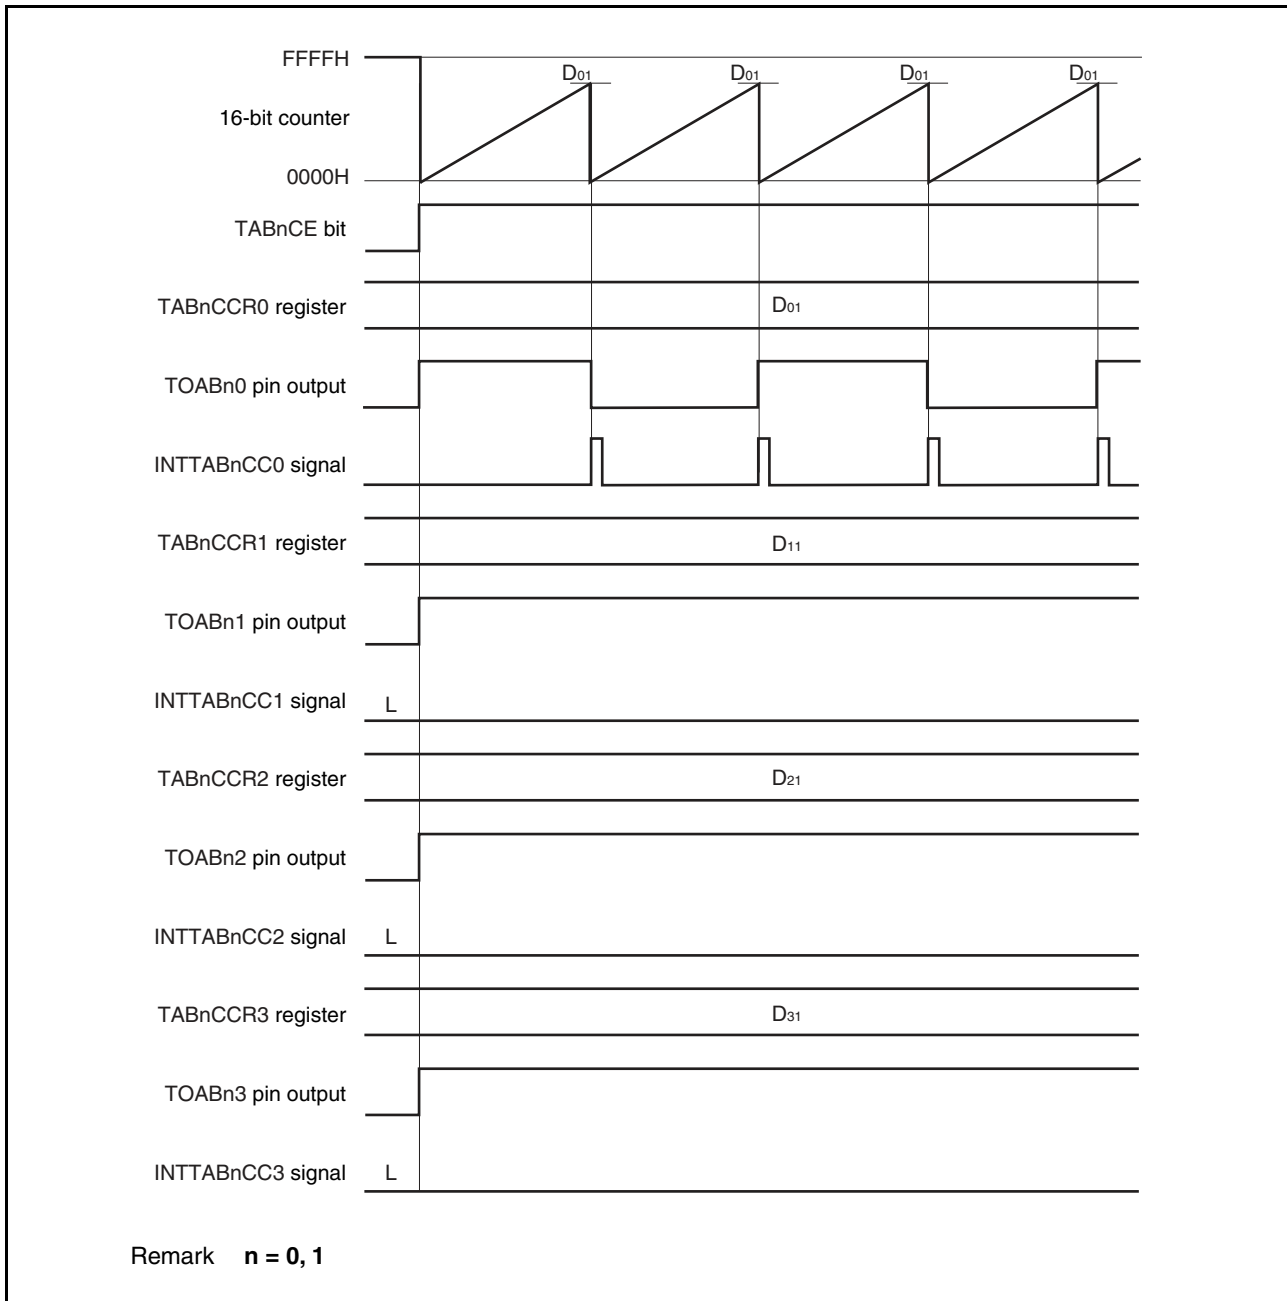 FFFFH
D01 D01 D01 D01
16-bit counter
0000H
TABnCE bit
TABnCCR0 register D01
TOABn0 pin output
INTTABnCC0 signal
TABnCCR1 register D11
TOABn1 pin output
INTTABnCC1 signal L
TABnCCR2 register D21
TOABn2 pin output
INTTABnCC2 signal L
TABnCCR3 register D31
TOABn3 pin output
INTTABnCC3 signal L
Remark n = 0, 1